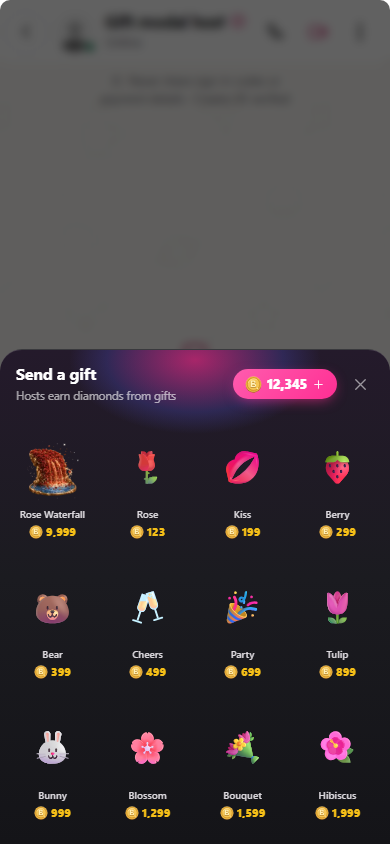 Send a gift
Hosts earn diamonds from gifts
12,345 +
Rose Waterfall
9,999
Rose
123
Kiss
199
Berry
299
Bear
399
Cheers
499
Party
699
Tulip
899
Bunny
999
Blossom
1,299
Bouquet
1,599
Hibiscus
1,999